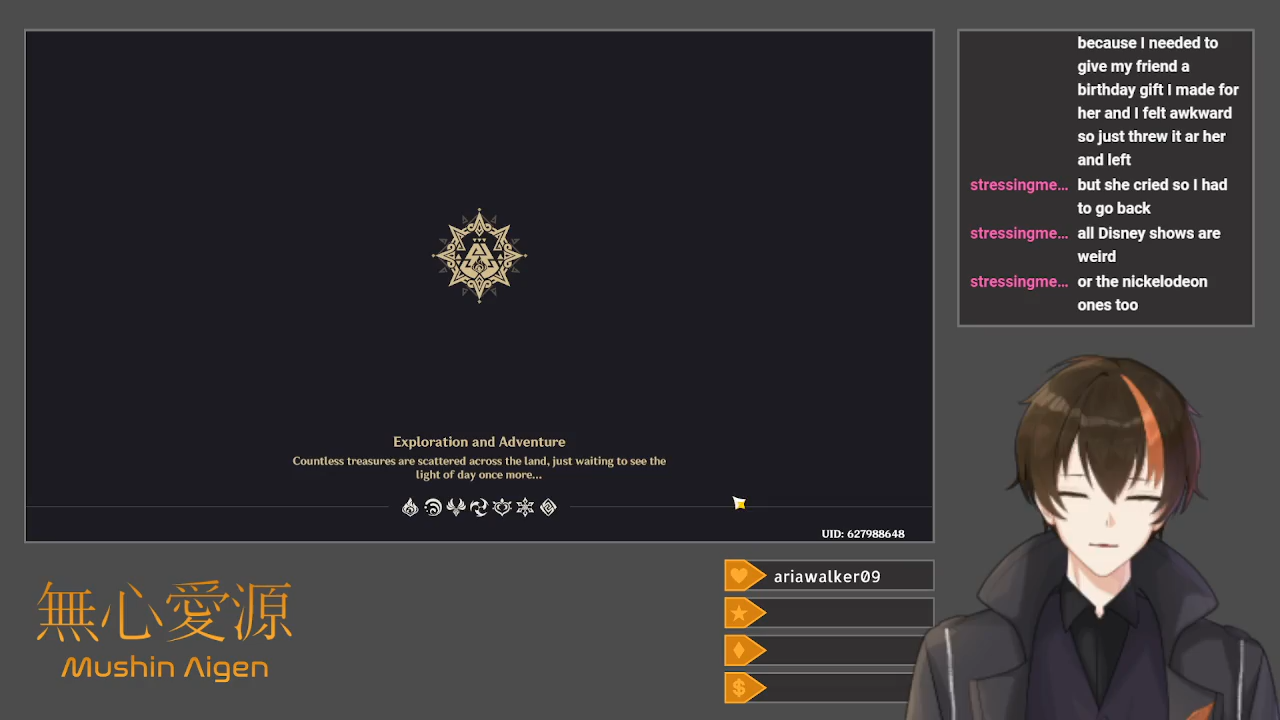 because I needed to
give my friend a
birthday gift I made for
her and I felt awkward
so just threw it ar her
and left
stressingme... but she cried so I had
to go back
stressingme... all Disney shows are
weird
stressingme... or the nickelodeon
ones too
Exploration and Adventure
Countless treasures are scattered across the land, just waiting to see the
light of day once more...
UID: 627988648
ariawalker09
無心愛源
Mushin Aigen